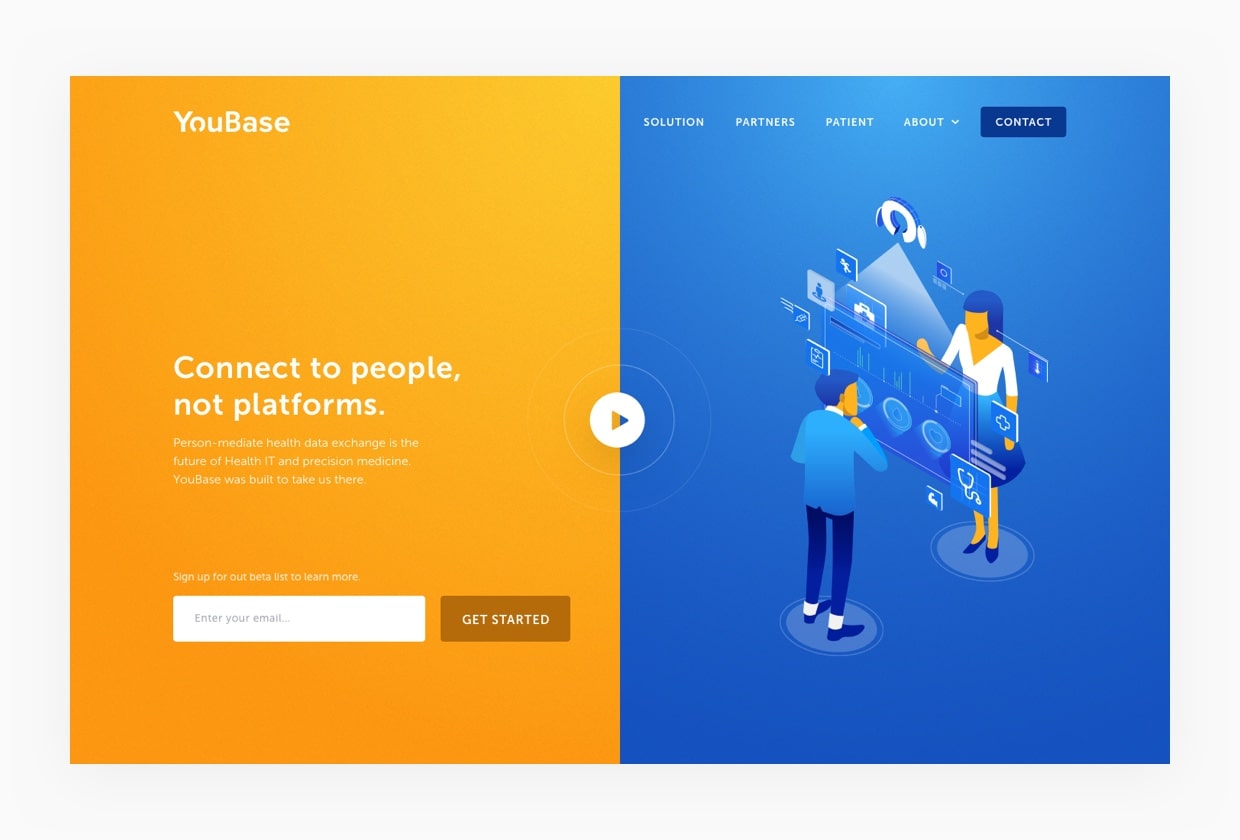 YouBase
SOLUTION
PARTNERS
PATIENT
ABOUT
CONTACT
Connect to people,
not platforms.
Person-mediate health data exchange is the
future of Health IT and precision medicine.
YouBase was built to take us there.
Sign up for out beta list to learn more.
Enter your email...
GET STARTED